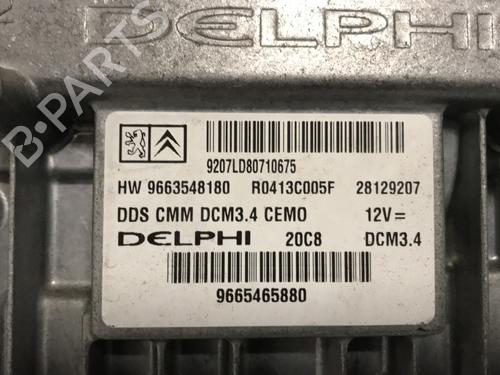 DELPHI
B-PARTS
9207LD80710675
HW 9663548180 R0413C005F 28129207
DDS CMM DCM3.4 CEMO 12V=
DELPHI 20C8 DCM3.4
9665465880